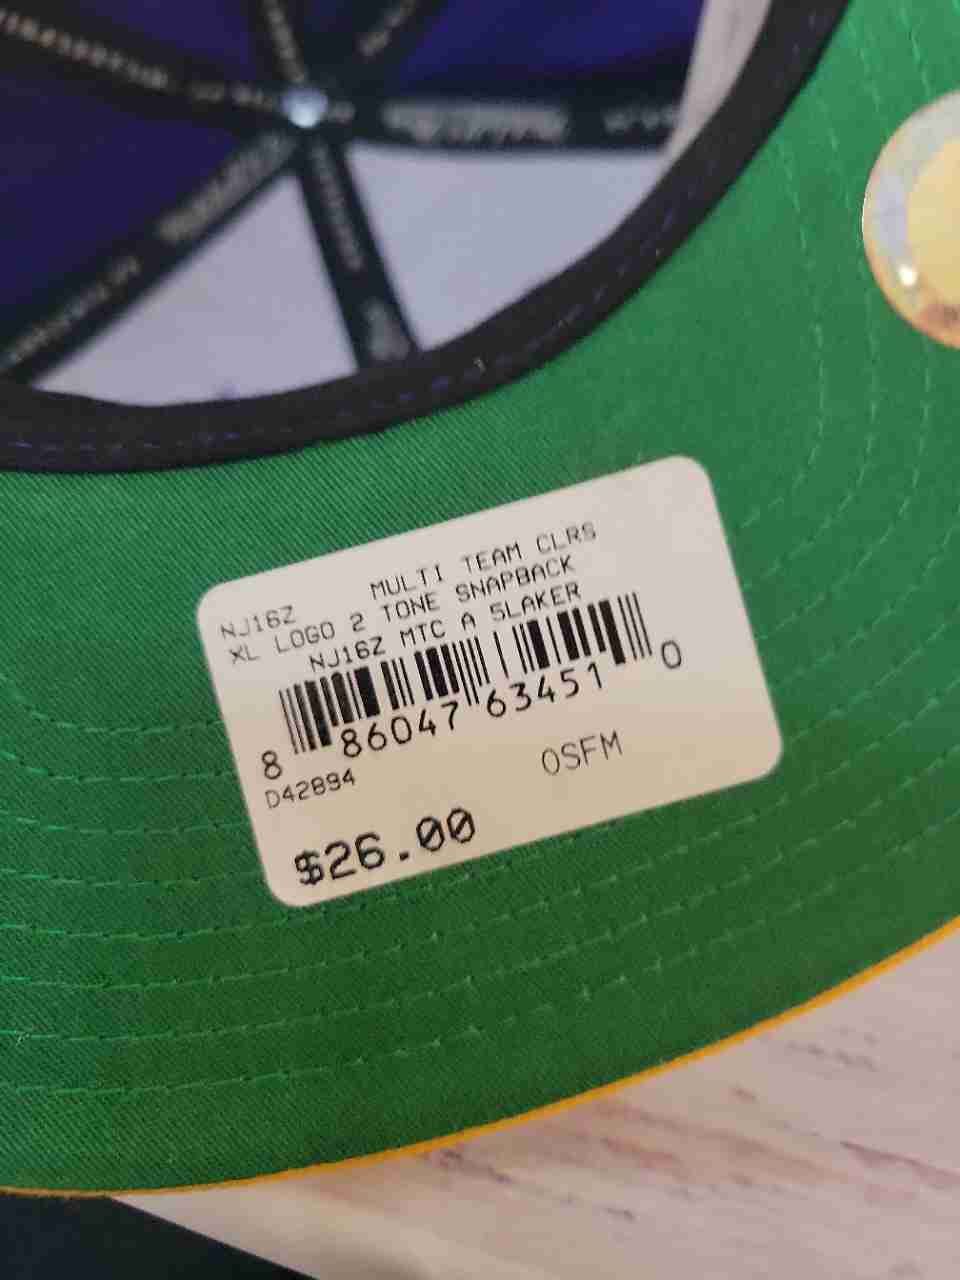 MULTI TEAM CLRS
NJ16Z
XL LOGO 2 TONE SNAPBACK
NJ16Z MTC A 5LAKER
8 86047 63451 0
D42894
OSFM
$26.00